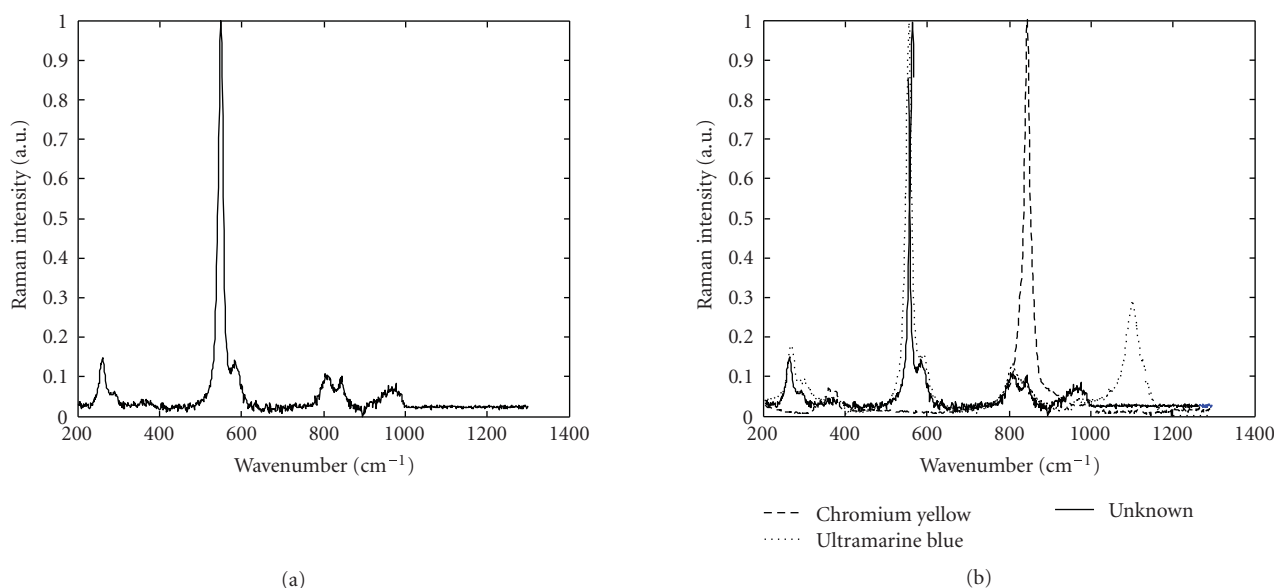 1
0.9
0.8
0.7
0.6
0.5
0.4
0.3
0.2
0.1
0
Raman intensity (a.u.)
200 400 600 800 1000 1200 1400
Wavenumber (cm−1)
(a)
1
0.9
0.8
0.7
0.6
0.5
0.4
0.3
0.2
0.1
0
Raman intensity (a.u.)
200 400 600 800 1000 1200 1400
Wavenumber (cm−1)
Chromium yellow
Ultramarine blue
Unknown
(b)